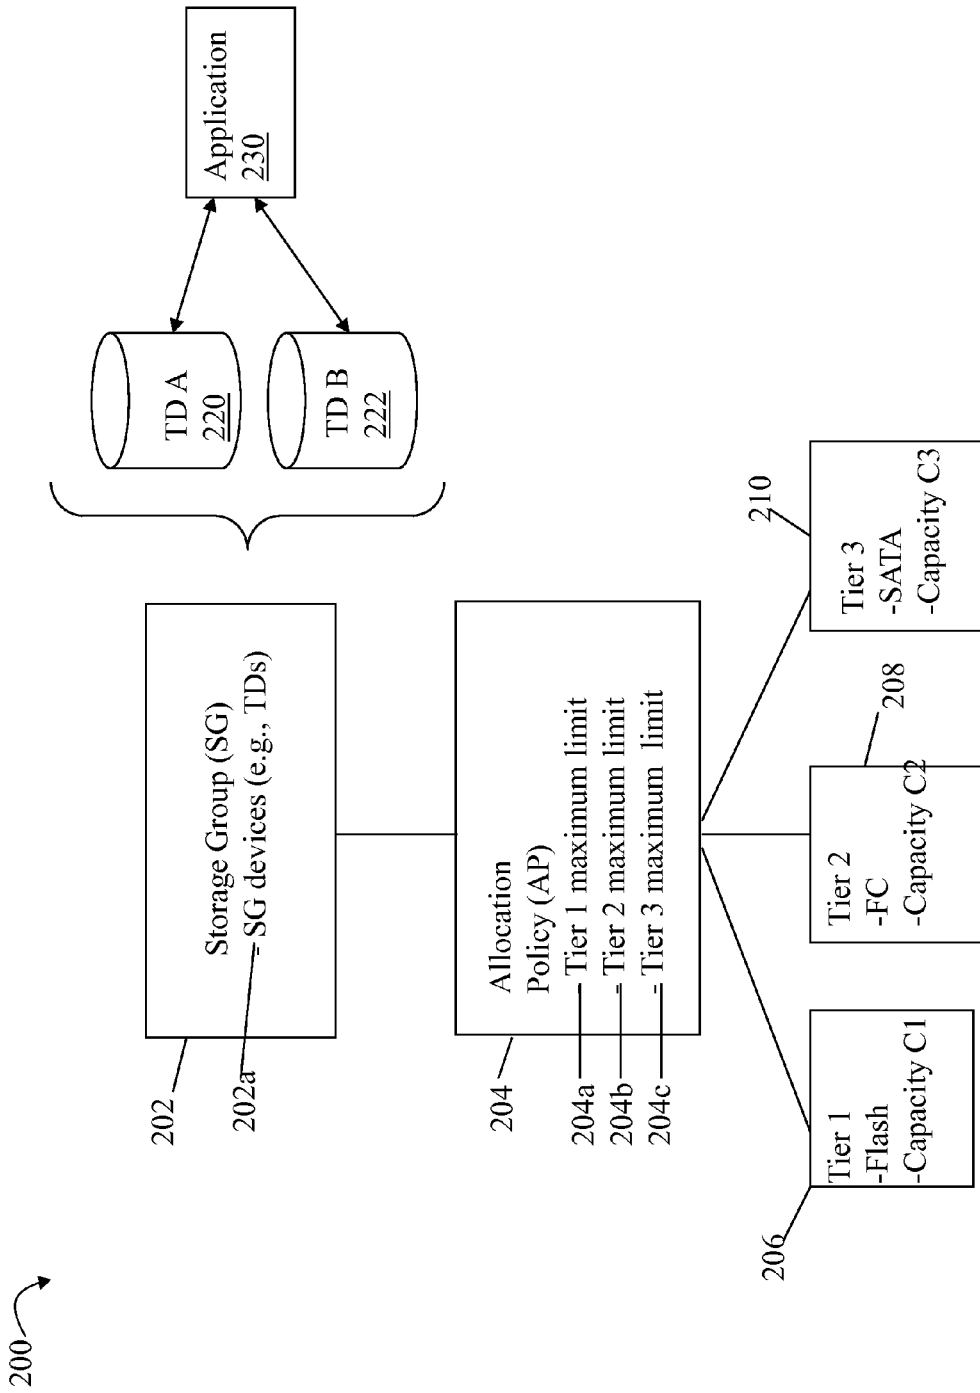 200
202
Storage Group (SG)
- SG devices (e.g., TDs)
202a
TD A
220
TD B
222
Application
230
204
Allocation
Policy (AP)
- Tier 1 maximum limit
- Tier 2 maximum limit
- Tier 3 maximum limit
204a
204b
204c
206
Tier 1
-Flash
-Capacity C1
Tier 2
-FC
-Capacity C2
208
210
Tier 3
-SATA
-Capacity C3